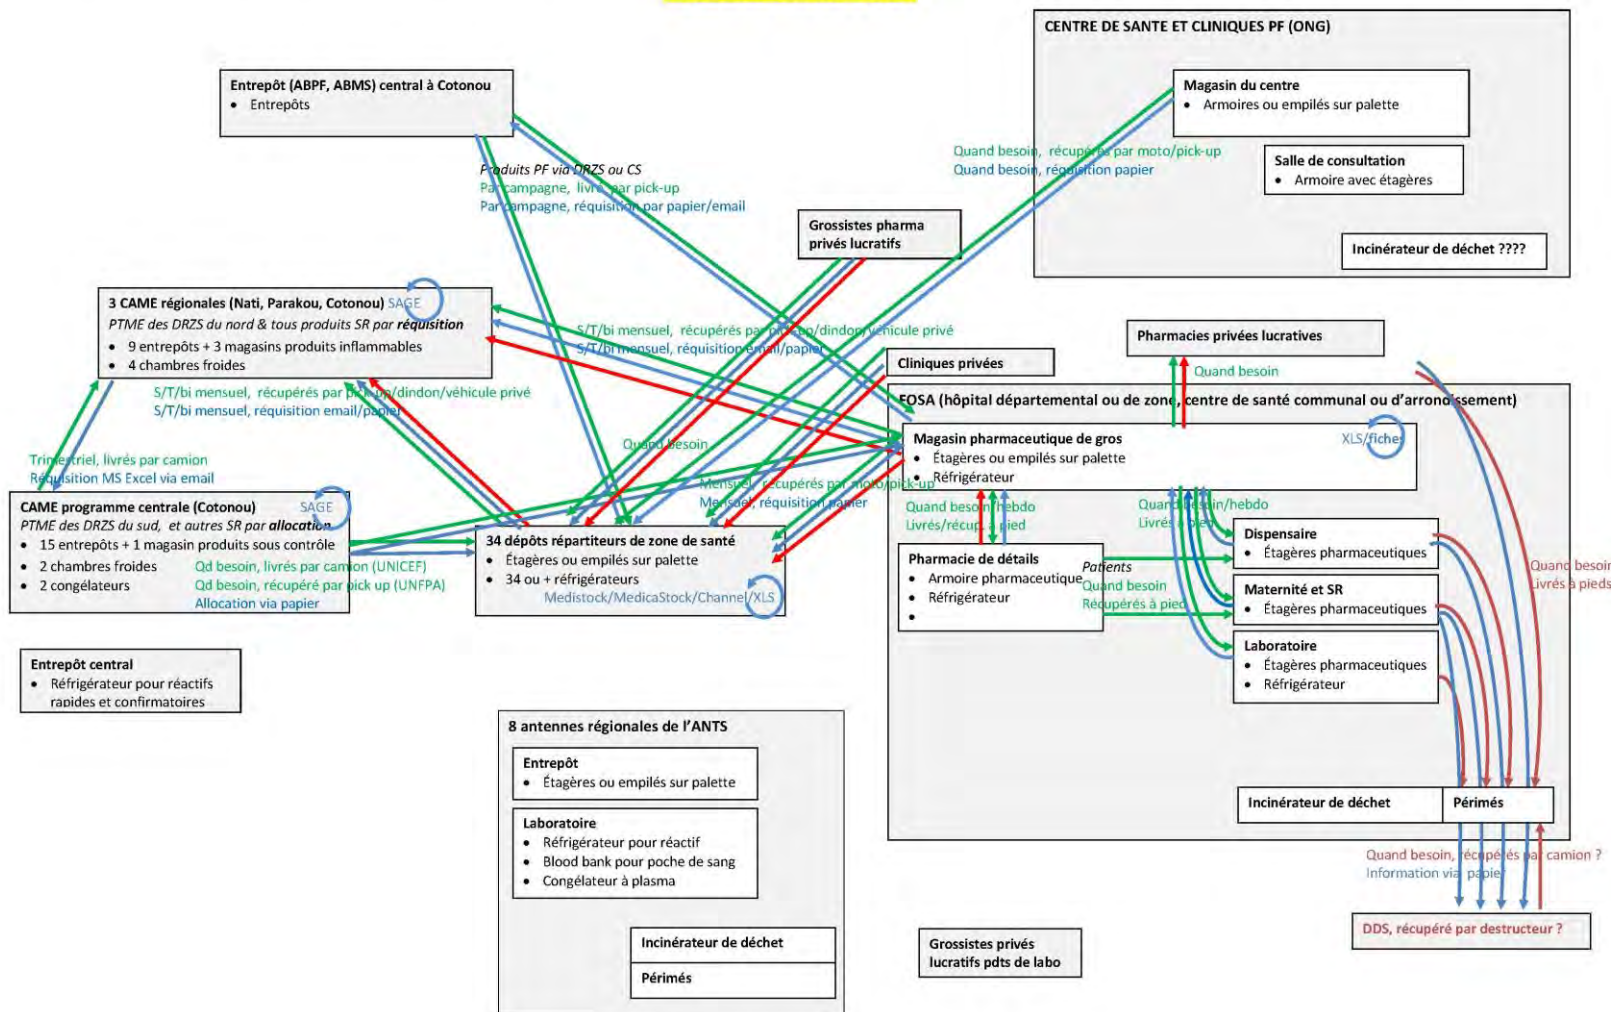 CENTRE DE SANTE ET CLINIQUES PF (ONG)
Entrepôt (ABPF, ABMS) central à Cotonou
• Entrepôts
Magasin du centre
• Armoires ou empilés sur palette
Quand besoin, récupérés par moto/pick-up
Quand besoin, réquisition papier
Salle de consultation
• Armoire avec étagères
Incinérateur de déchet ????
Produits PF via DRZS ou CS
Par campagne, livré par pick-up
Par campagne, réquisition par papier/email
Grossistes pharma
privés lucratifs
3 CAME régionales (Nati, Parakou, Cotonou) SAGE
PTME des DRZS du nord & tous produits SR par réquisition
• 9 entrepôts + 3 magasins produits inflammables
• 4 chambres froides
S/T/bi mensuel, récupérés par pick-up/dindon/véhicule privé
S/T/bi mensuel, réquisition email/papier
Pharmacies privées lucratives
Cliniques privées
Quand besoin
S/T/bi mensuel, récupérés par pick-up/dindon/véhicule privé
S/T/bi mensuel, réquisition email/papier
FOSA (hôpital départemental ou de zone, centre de santé communal ou d’arrondissement)
Magasin pharmaceutique de gros
XLS/fiches
• Étagères ou empilés sur palette
• Réfrigérateur
Quand besoin
Trimestriel, livrés par camion
Réquisition MS Excel via email
Mensuel, récupérés par moto/pick-up
Mensuel, réquisition papier
CAME programme centrale (Cotonou) SAGE
PTME des DRZS du sud, et autres SR par allocation
• 15 entrepôts + 1 magasin produits sous contrôle
• 2 chambres froides
• 2 congélateurs
Qd besoin, livrés par camion (UNICEF)
Qd besoin, récupéré par pick up (UNFPA)
Allocation via papier
34 dépôts répartiteurs de zone de santé
• Étagères ou empilés sur palette
• 34 ou + réfrigérateurs
Medistock/MedicaStock/Channel/XLS
Quand besoin/hebdo
Livrés/récup. à pied
Quand besoin/hebdo
Livrés à pied
Pharmacie de détails
• Armoire pharmaceutique
• Réfrigérateur
•
Patients
Quand besoin
Récupérés à pied
Dispensaire
• Étagères pharmaceutiques
Maternité et SR
• Étagères pharmaceutiques
Laboratoire
• Étagères pharmaceutiques
• Réfrigérateur
Quand besoin
Livrés à pieds
Entrepôt central
• Réfrigérateur pour réactifs
rapides et confirmatoires
8 antennes régionales de l’ANTS
Entrepôt
• Étagères ou empilés sur palette
Laboratoire
• Réfrigérateur pour réactif
• Blood bank pour poche de sang
• Congélateur à plasma
Incinérateur de déchet
Périmés
Incinérateur de déchet
Périmés
Quand besoin, récupérés par camion ?
Information via papier
DDS, récupéré par destructeur ?
Grossistes privés
lucratifs pdts de labo